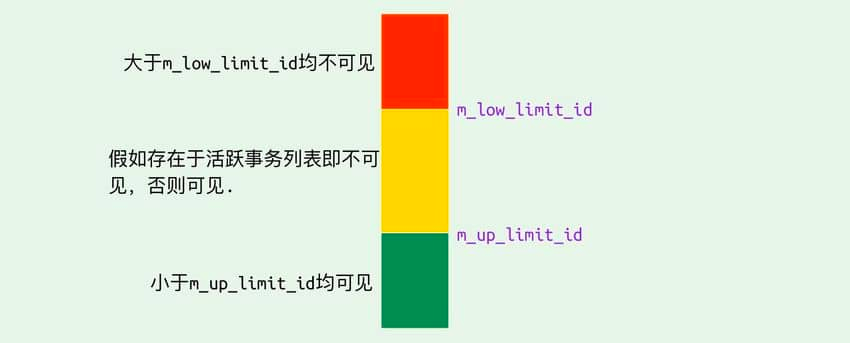 大于m_low_limit_id均不可见
m_low_limit_id
假如存在于活跃事务列表即不可
见，否则可见.
m_up_limit_id
小于m_up_limit_id均可见